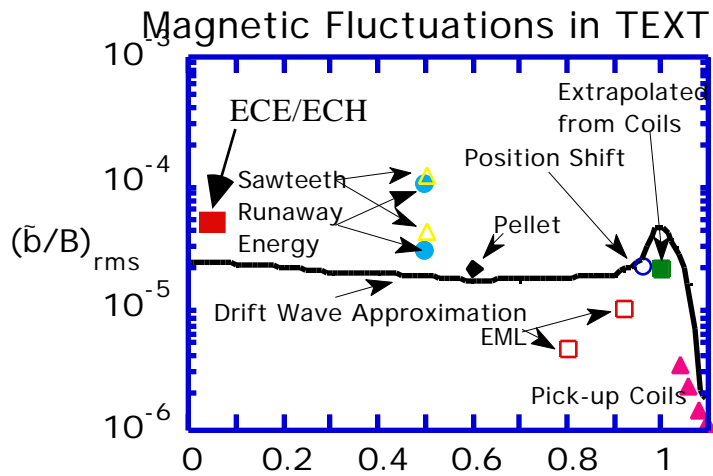 Magnetic Fluctuations in TEXT
10-3
ECE/ECH
Extrapolated
from Coils
10-4
Position Shift
Sawteeth
Runaway
Energy
Pellet
(b̃/B)rms
10-5
Drift Wave Approximation
EML
Pick-up Coils
10-6
0 0.2 0.4 0.6 0.8 1